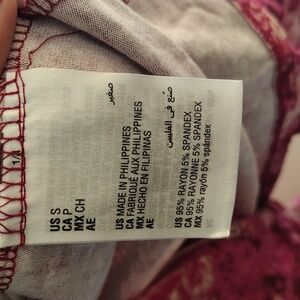 US S
CA P
MX CH
AE صغير
US MADE IN PHILIPPINES
CA FABRIQUÉ AUX PHILIPPINES
MX HECHO EN FILIPINAS
AE صنع في الفلبين
US 95% RAYON 5% SPANDEX
CA 95% RAYONNE 5% SPANDEX
MX 95% rayón 5% spándex